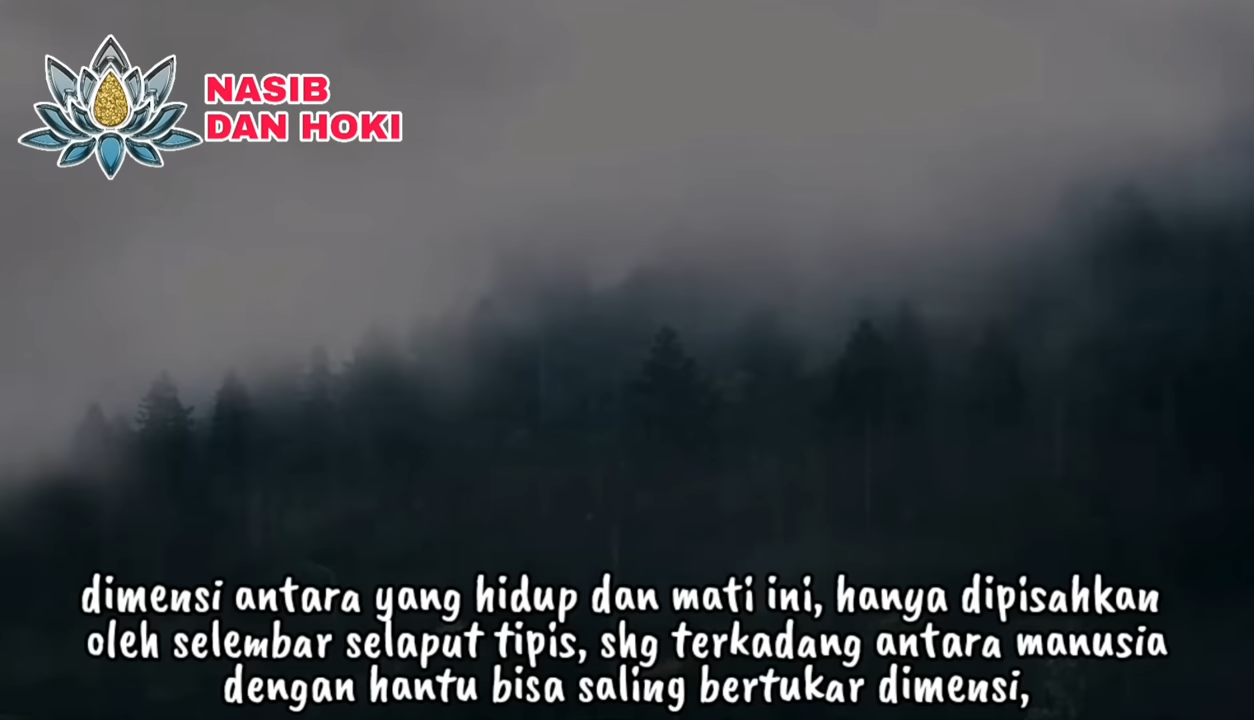 NASIB
DAN HOKI
dimensi antara yang hidup dan mati ini, hanya dipisahkan
oleh selembar selaput tipis, shg terkadang antara manusia
dengan hantu bisa saling bertukar dimensi,